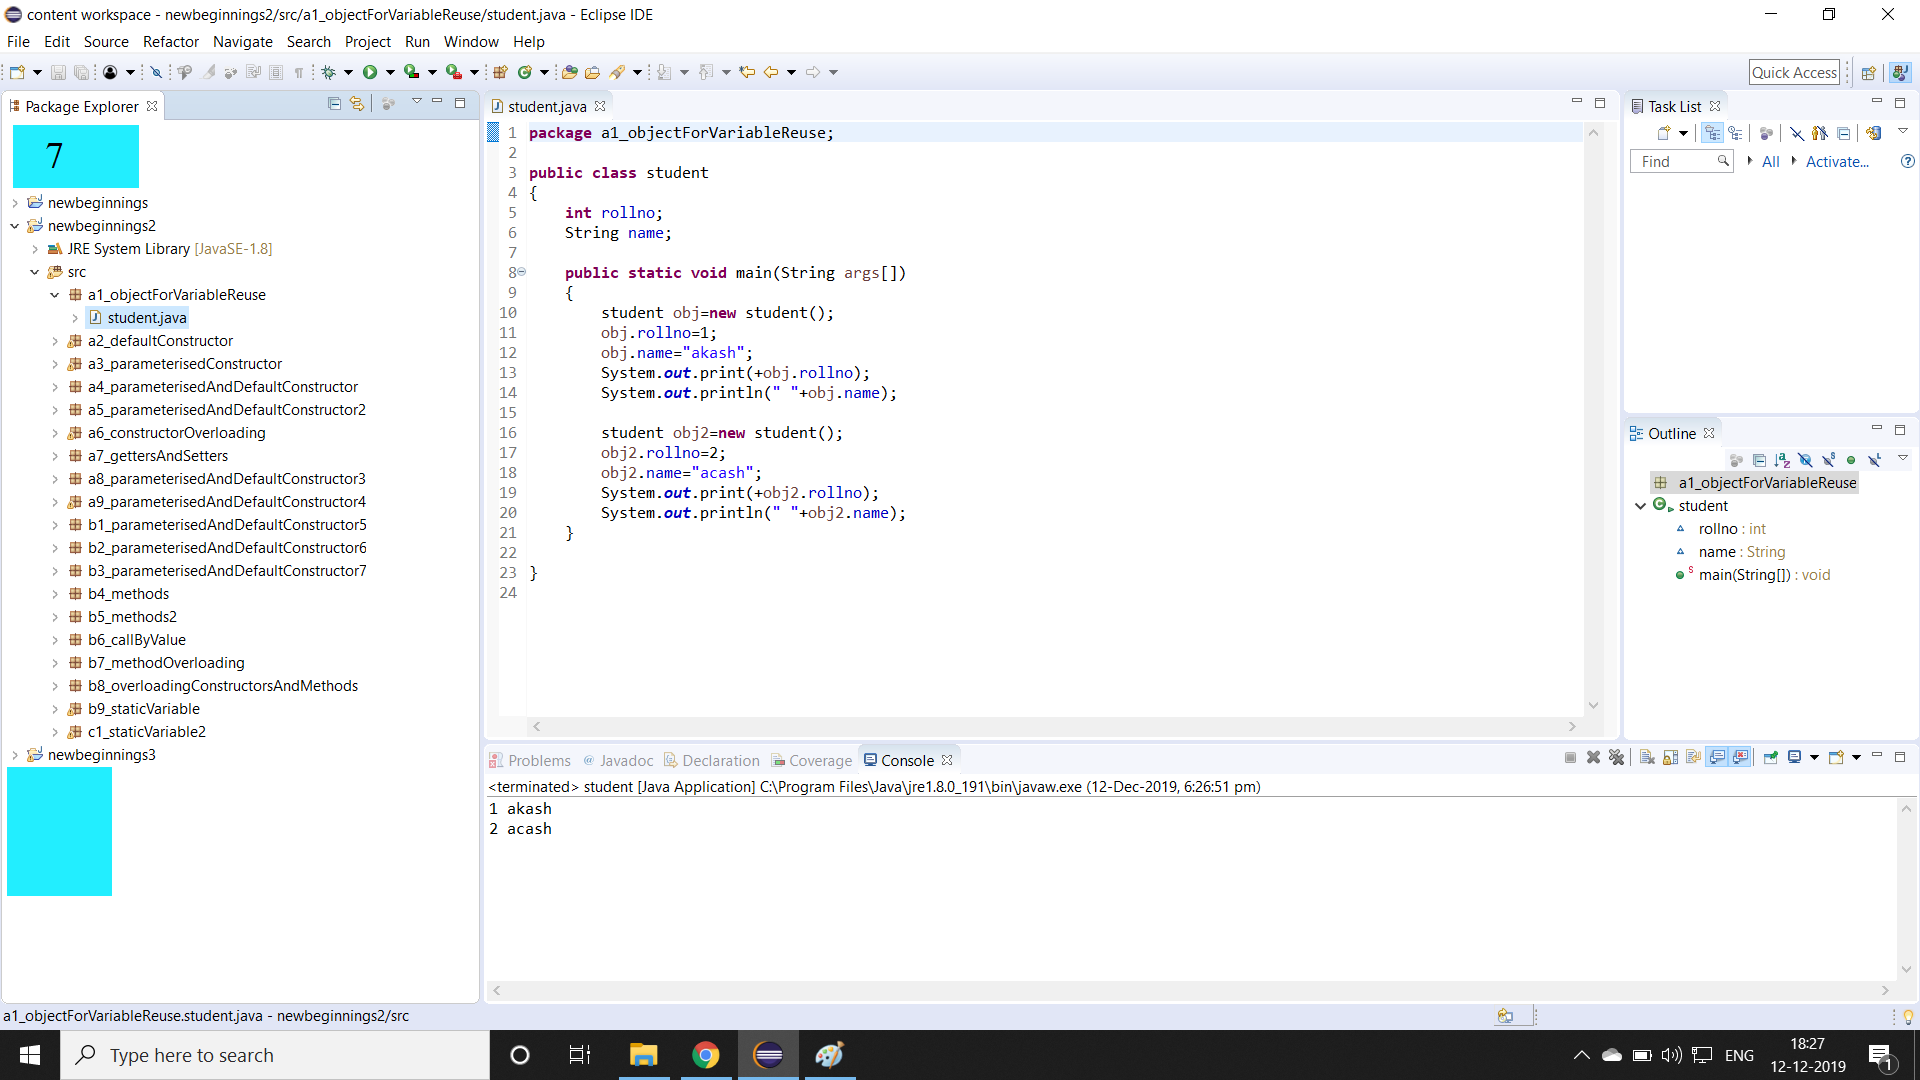 content workspace - newbeginnings2/src/a1_objectForVariableReuse/student.java - Eclipse IDE
File Edit Source Refactor Navigate Search Project Run Window Help
Quick Access
Package Explorer
7
newbeginnings
newbeginnings2
JRE System Library [JavaSE-1.8]
src
a1_objectForVariableReuse
student.java
a2_defaultConstructor
a3_parameterisedConstructor
a4_parameterisedAndDefaultConstructor
a5_parameterisedAndDefaultConstructor2
a6_constructorOverloading
a7_gettersAndSetters
a8_parameterisedAndDefaultConstructor3
a9_parameterisedAndDefaultConstructor4
b1_parameterisedAndDefaultConstructor5
b2_parameterisedAndDefaultConstructor6
b3_parameterisedAndDefaultConstructor7
b4_methods
b5_methods2
b6_callByValue
b7_methodOverloading
b8_overloadingConstructorsAndMethods
b9_staticVariable
c1_staticVariable2
newbeginnings3
student.java
1 package a1_objectForVariableReuse;
2
3 public class student
4 {
5     int rollno;
6     String name;
7
8     public static void main(String args[])
9     {
10         student obj=new student();
11         obj.rollno=1;
12         obj.name="akash";
13         System.out.print(+obj.rollno);
14         System.out.println(" "+obj.name);
15
16         student obj2=new student();
17         obj2.rollno=2;
18         obj2.name="acash";
19         System.out.print(+obj2.rollno);
20         System.out.println(" "+obj2.name);
21     }
22
23 }
24
Task List
Find All Activate...
Outline
a1_objectForVariableReuse
student
rollno : int
name : String
main(String[]) : void
Problems @ Javadoc Declaration Coverage Console
<terminated> student [Java Application] C:\Program Files\Java\jre1.8.0_191\bin\javaw.exe (12-Dec-2019, 6:26:51 pm)
1 akash
2 acash
a1_objectForVariableReuse.student.java - newbeginnings2/src
Type here to search
ENG
18:27
12-12-2019
1